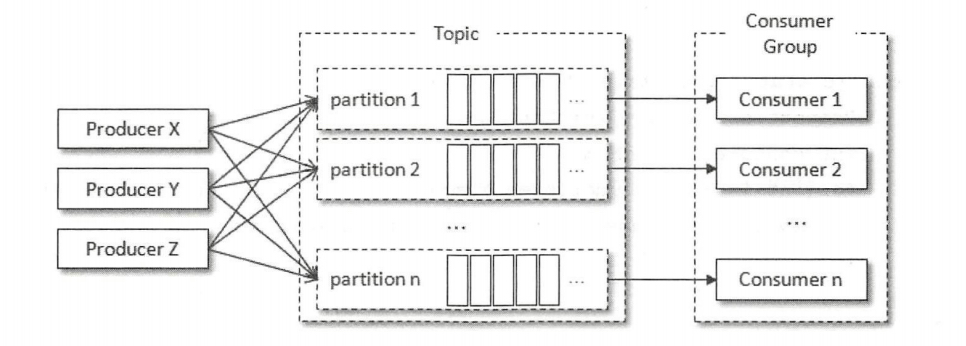 Topic
Consumer
Group
Producer X
Producer Y
Producer Z
partition 1
...
partition 2
...
...
partition n
...
Consumer 1
Consumer 2
...
Consumer n